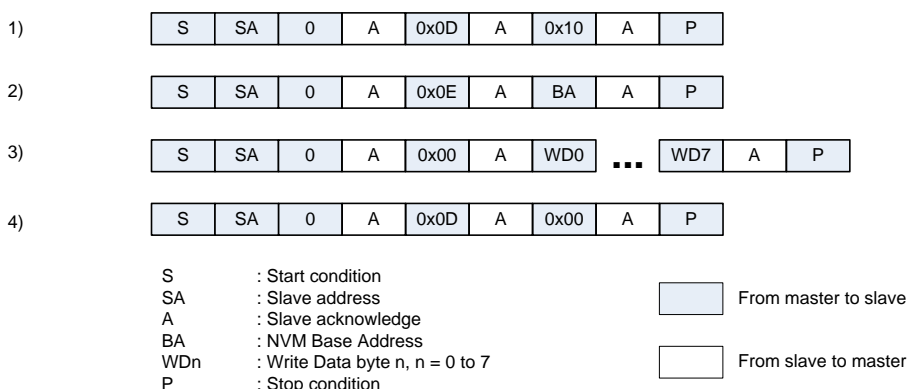 1) S SA 0 A 0x0D A 0x10 A P
2) S SA 0 A 0x0E A BA A P
3) S SA 0 A 0x00 A WD0 ... WD7 A P
4) S SA 0 A 0x0D A 0x00 A P
S : Start condition
SA : Slave address
A : Slave acknowledge
BA : NVM Base Address
WDn : Write Data byte n, n = 0 to 7
P : Stop condition
From master to slave
From slave to master